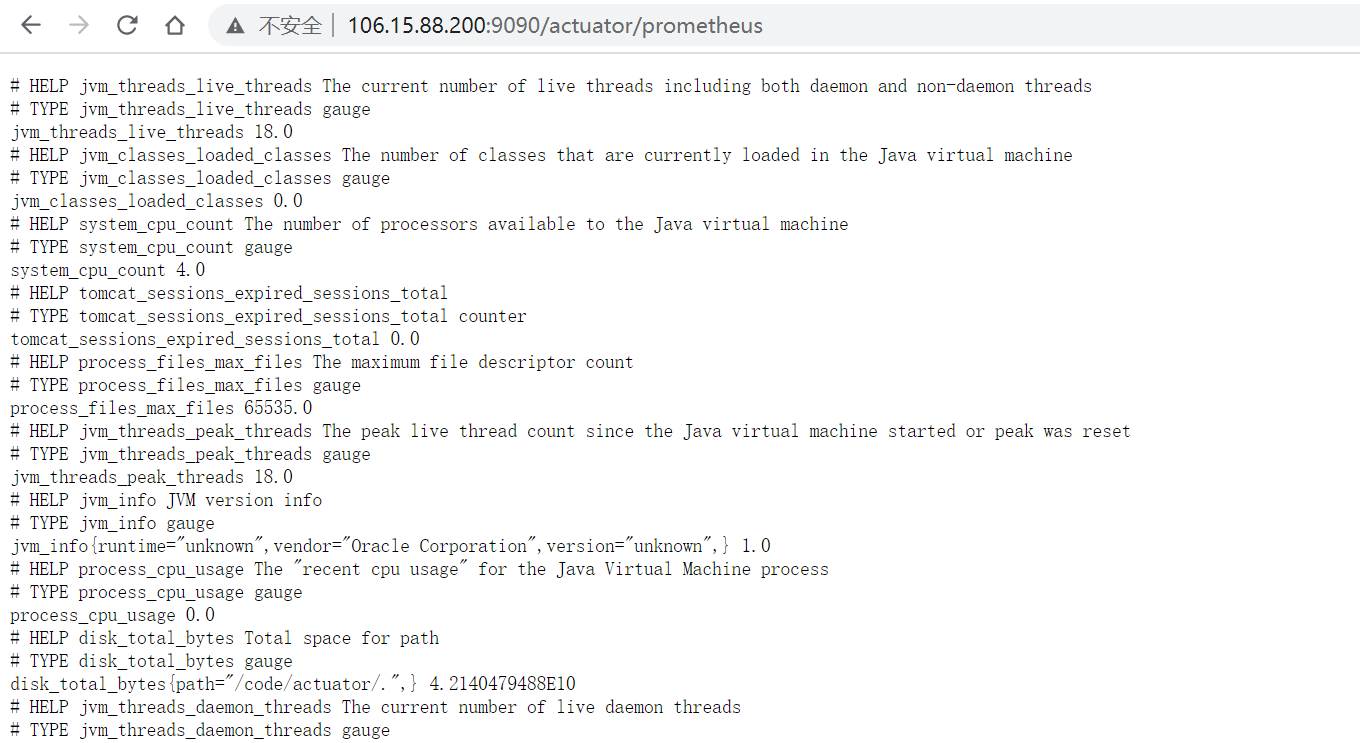 不安全 106.15.88.200:9090/actuator/prometheus
# HELP jvm_threads_live_threads The current number of live threads including both daemon and non-daemon threads
# TYPE jvm_threads_live_threads gauge
jvm_threads_live_threads 18.0
# HELP jvm_classes_loaded_classes The number of classes that are currently loaded in the Java virtual machine
# TYPE jvm_classes_loaded_classes gauge
jvm_classes_loaded_classes 0.0
# HELP system_cpu_count The number of processors available to the Java virtual machine
# TYPE system_cpu_count gauge
system_cpu_count 4.0
# HELP tomcat_sessions_expired_sessions_total
# TYPE tomcat_sessions_expired_sessions_total counter
tomcat_sessions_expired_sessions_total 0.0
# HELP process_files_max_files The maximum file descriptor count
# TYPE process_files_max_files gauge
process_files_max_files 65535.0
# HELP jvm_threads_peak_threads The peak live thread count since the Java virtual machine started or peak was reset
# TYPE jvm_threads_peak_threads gauge
jvm_threads_peak_threads 18.0
# HELP jvm_info JVM version info
# TYPE jvm_info gauge
jvm_info{runtime="unknown",vendor="Oracle Corporation",version="unknown",} 1.0
# HELP process_cpu_usage The "recent cpu usage" for the Java Virtual Machine process
# TYPE process_cpu_usage gauge
process_cpu_usage 0.0
# HELP disk_total_bytes Total space for path
# TYPE disk_total_bytes gauge
disk_total_bytes{path="/code/actuator/.",} 4.2140479488E10
# HELP jvm_threads_daemon_threads The current number of live daemon threads
# TYPE jvm_threads_daemon_threads gauge